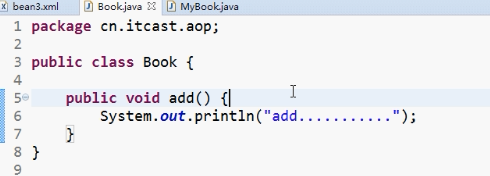 bean3.xml Book.java MyBook.java
1 package cn.itcast.aop;
2
3 public class Book {
4
5 public void add() {
6 System.out.println("add...........");
7 }
8 }
9